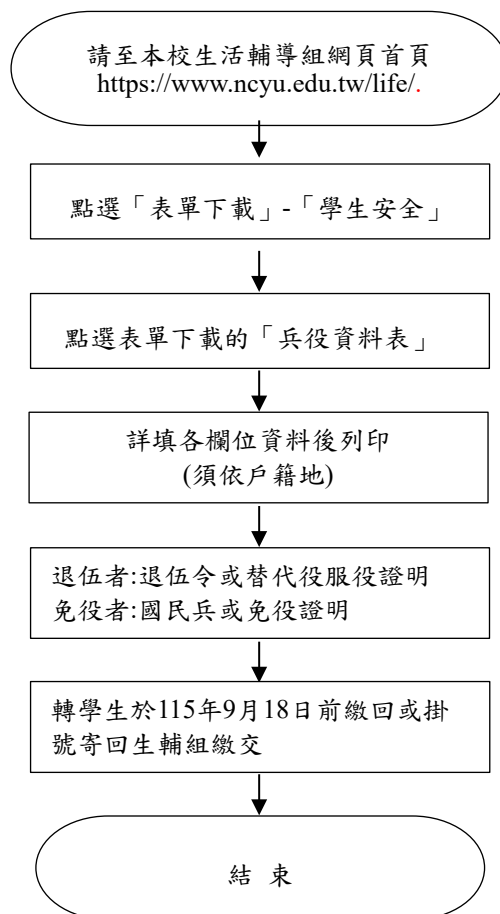 請至本校生活輔導組網頁首頁
https://www.ncyu.edu.tw/life/.
點選「表單下載」-「學生安全」
點選表單下載的「兵役資料表」
詳填各欄位資料後列印
(須依戶籍地)
退伍者:退伍令或替代役服役證明
免役者:國民兵或免役證明
轉學生於115年9月18日前繳回或掛
號寄回生輔組繳交
結 束